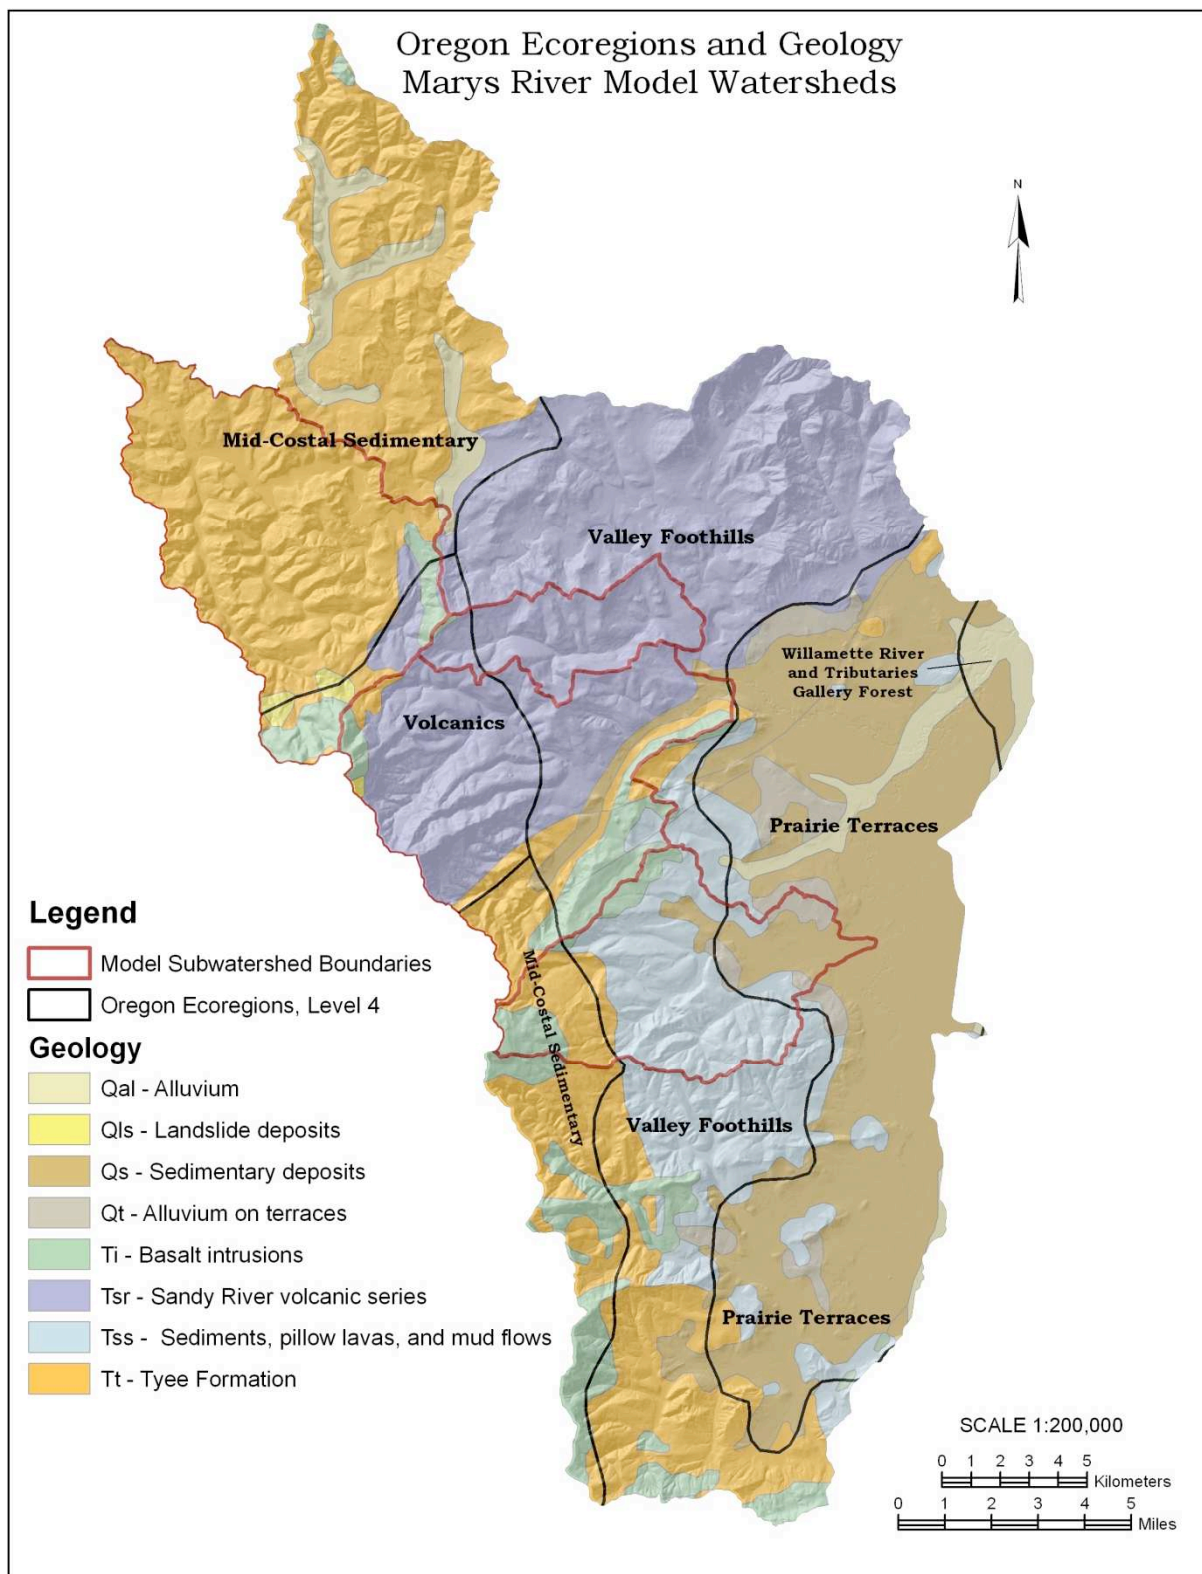 Oregon Ecoregions and Geology
Marys River Model Watersheds
N
Mid-Costal Sedimentary
Valley Foothills
Willamette River
and Tributaries
Gallery Forest
Volcanics
Prairie Terraces
Mid-Costal Sedimentary
Valley Foothills
Prairie Terraces
Legend
Model Subwatershed Boundaries
Oregon Ecoregions, Level 4
Geology
Qal - Alluvium
Qls - Landslide deposits
Qs - Sedimentary deposits
Qt - Alluvium on terraces
Ti - Basalt intrusions
Tsr - Sandy River volcanic series
Tss - Sediments, pillow lavas, and mud flows
Tt - Tyee Formation
SCALE 1:200,000
0 1 2 3 4 5
Kilometers
0 1 2 3 4 5
Miles